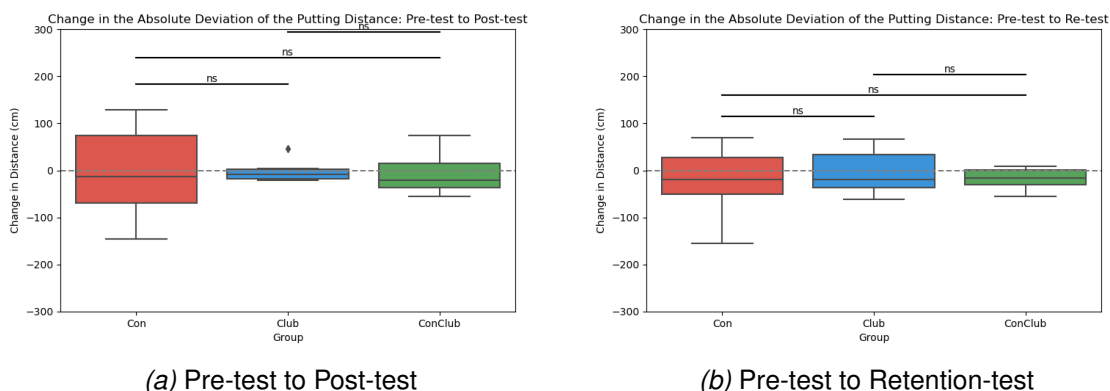 Change in the Absolute Deviation of the Putting Distance: Pre-test to Post-test
300
200
100
0
−100
−200
−300
Change in Distance (cm)
ns
ns
ns
Con
Club
ConClub
Group
(a) Pre-test to Post-test
Change in the Absolute Deviation of the Putting Distance: Pre-test to Re-test
300
200
100
0
−100
−200
−300
Change in Distance (cm)
ns
ns
ns
Con
Club
ConClub
Group
(b) Pre-test to Retention-test